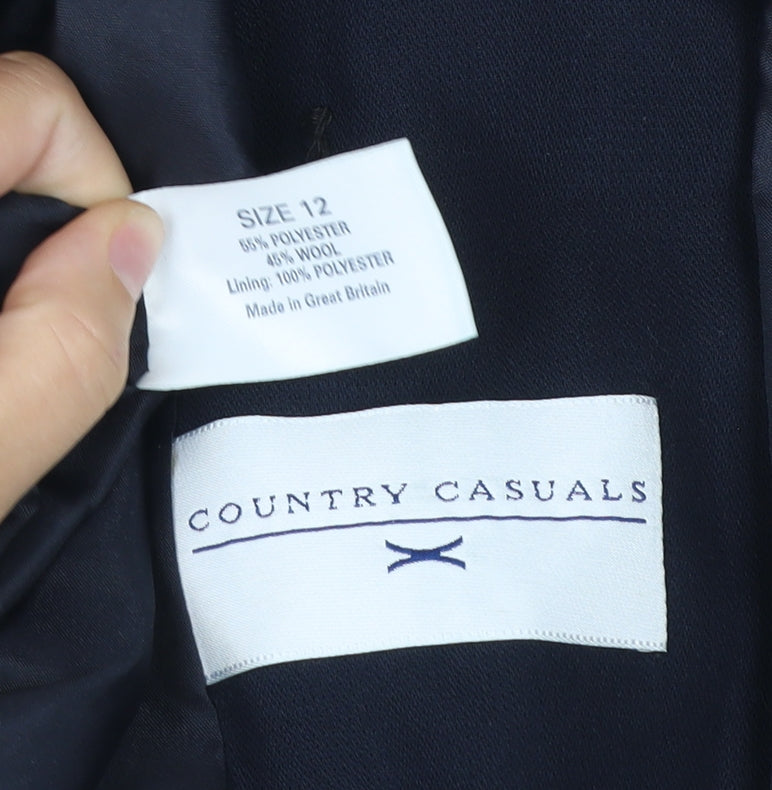 SIZE 12
55% POLYESTER
45% WOOL
Lining: 100% POLYESTER
Made in Great Britain
COUNTRY CASUALS